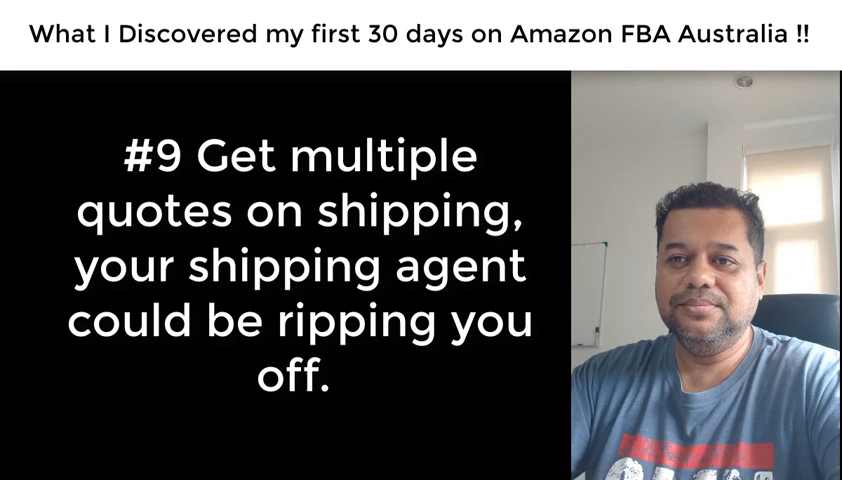 What I Discovered my first 30 days on Amazon FBA Australia !!
#9 Get multiple
quotes on shipping,
your shipping agent
could be ripping you
off.